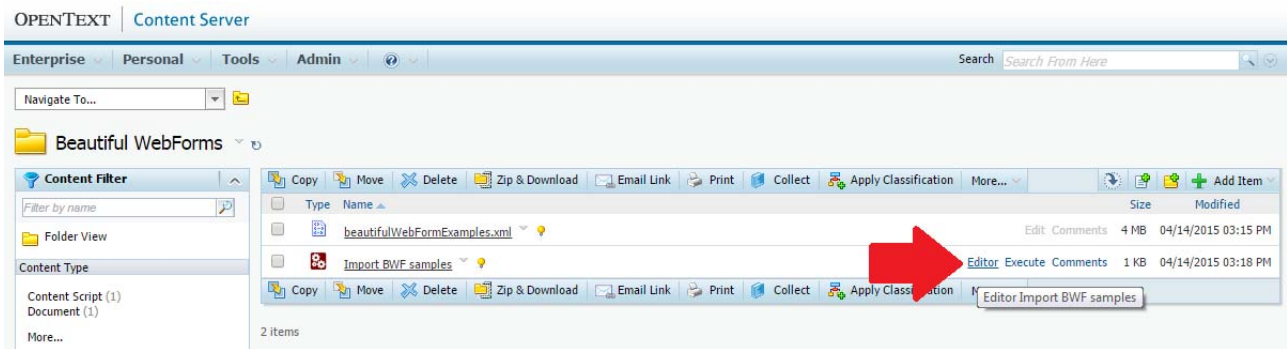 OPENTEXT | Content Server
Enterprise Personal Tools Admin Search Search From Here
Navigate To...
Beautiful WebForms
Content Filter
Copy Move Delete Zip & Download Email Link Print Collect Apply Classification More... Add Item
Filter by name
Type Name Size Modified
Folder View
beautifulWebFormExamples.xml Edit Comments 4 MB 04/14/2015 03:15 PM
Content Type
Import BWF samples Editor Execute Comments 1 KB 04/14/2015 03:18 PM
Content Script (1)
Document (1)
More...
Copy Move Delete Zip & Download Email Link Print Collect Apply Classification
Editor Import BWF samples
2 items